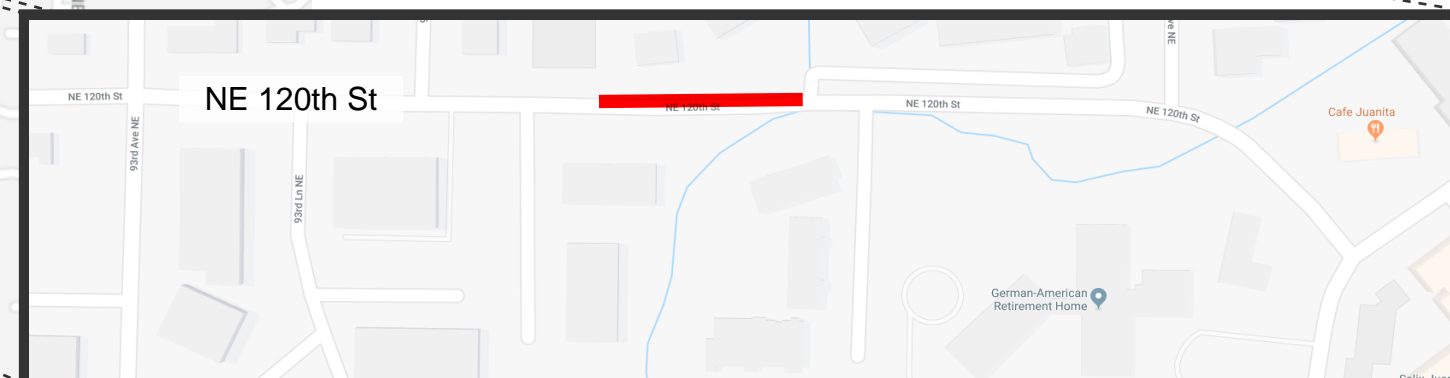 NE 120th St
NE 120th St
NE 120th St
NE 120th St
NE 120th St
ve NE
93rd Ave NE
93rd Ln NE
Cafe Juanita
German-American
Retirement Home